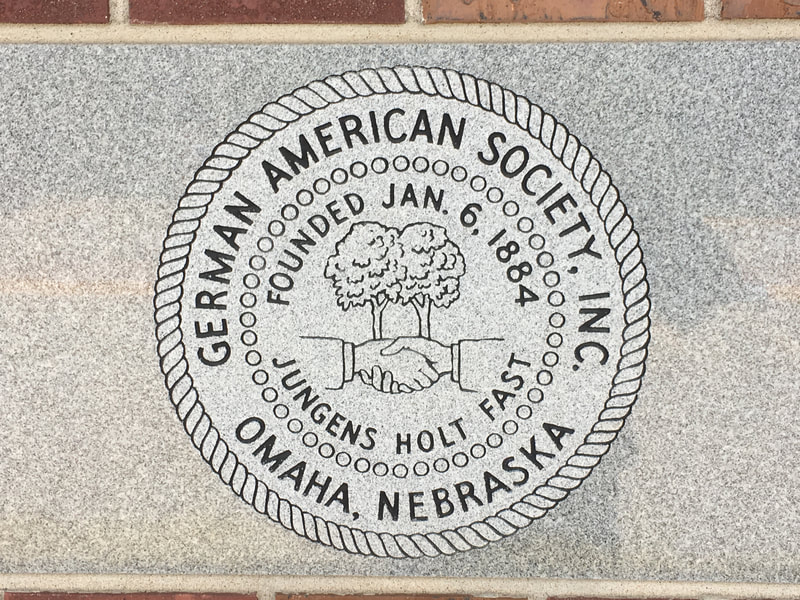 GERMAN AMERICAN SOCIETY, INC.
FOUNDED JAN. 6, 1884
JUNGENS HOLT FAST
OMAHA, NEBRASKA